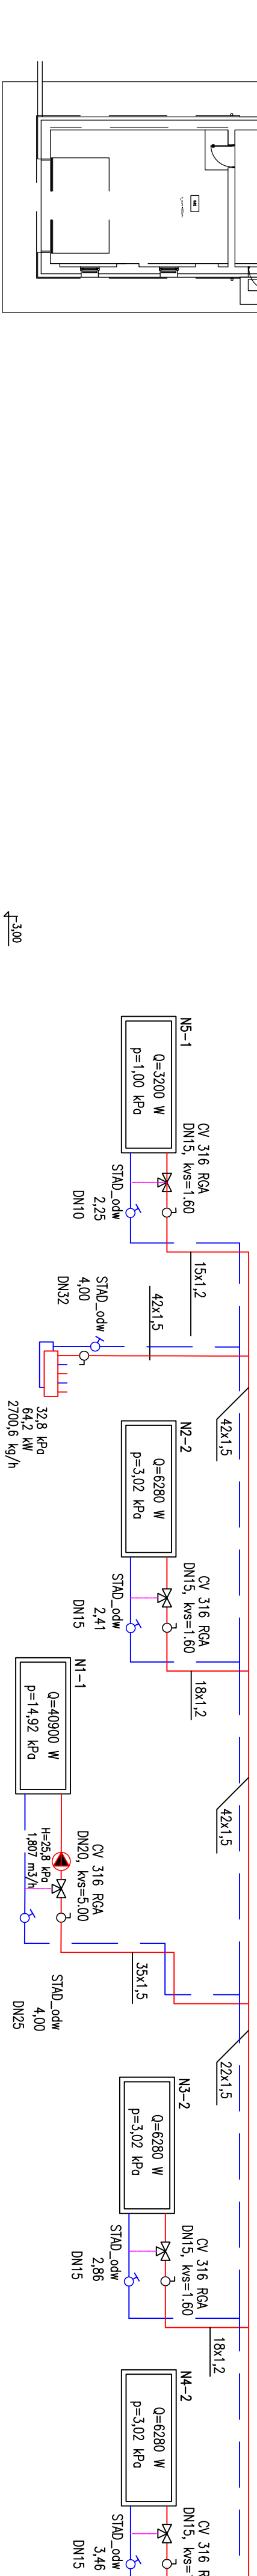 -3,00
N5-1
Q=3200 W
p=1,00 kPa
CV 316 RGA
DN15, kvs=1.60
STAD_odw
2,25
DN10
15x1,2
STAD_odw
4,00
DN32
42x1,5
32,8 kPa
64,2 kW
2700,6 kg/h
42x1,5
N2-2
Q=6280 W
p=3,02 kPa
CV 316 RGA
DN15, kvs=1.60
STAD_odw
2,41
DN15
18x1,2
N1-1
Q=40900 W
p=14,92 kPa
CV 316 RGA
DN20, kvs=5.00
H=25,8 kPa
1,807 m3/h
STAD_odw
4,00
DN25
42x1,5
35x1,5
22x1,5
N3-2
Q=6280 W
p=3,02 kPa
CV 316 RGA
DN15, kvs=1.60
STAD_odw
2,86
DN15
18x1,2
N4-2
Q=6280 W
p=3,02 kPa
CV 316 RG
DN15, kvs=
STAD_odw
3,46
DN15